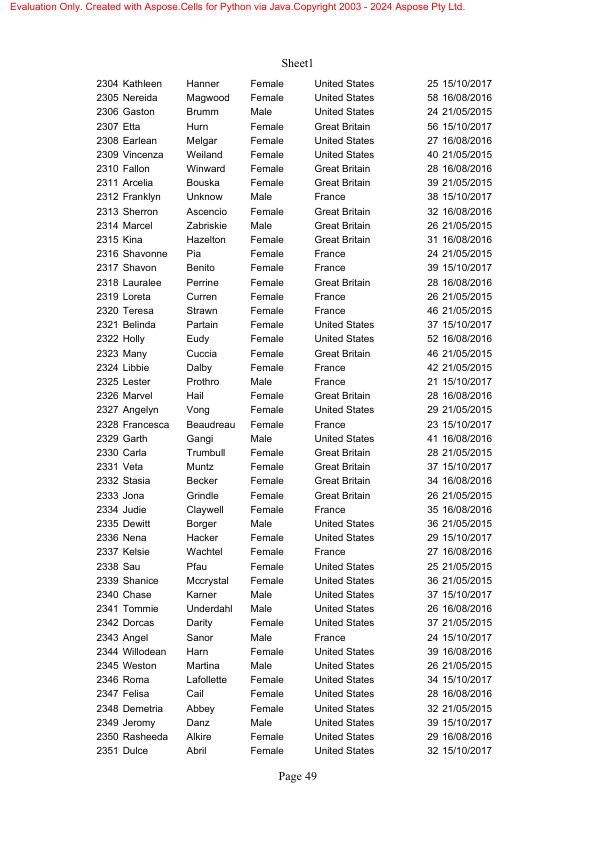 Evaluation Only. Created with Aspose.Cells for Python via Java.Copyright 2003 - 2024 Aspose Pty Ltd.
Sheet1
2304 Kathleen Hanner Female United States 25 15/10/2017
2305 Nereida Magwood Female United States 58 16/08/2016
2306 Gaston Brumm Male United States 24 21/05/2015
2307 Etta Hurn Female Great Britain 56 15/10/2017
2308 Earlean Melgar Female United States 27 16/08/2016
2309 Vincenza Weiland Female United States 40 21/05/2015
2310 Fallon Winward Female Great Britain 28 16/08/2016
2311 Arcelia Bouska Female Great Britain 39 21/05/2015
2312 Franklyn Unknow Male France 38 15/10/2017
2313 Sherron Ascencio Female Great Britain 32 16/08/2016
2314 Marcel Zabriskie Male Great Britain 26 21/05/2015
2315 Kina Hazelton Female Great Britain 31 16/08/2016
2316 Shavonne Pia Female France 24 21/05/2015
2317 Shavon Benito Female France 39 15/10/2017
2318 Lauralee Perrine Female Great Britain 28 16/08/2016
2319 Loreta Curren Female France 26 21/05/2015
2320 Teresa Strawn Female France 46 21/05/2015
2321 Belinda Partain Female United States 37 15/10/2017
2322 Holly Eudy Female United States 52 16/08/2016
2323 Many Cuccia Female Great Britain 46 21/05/2015
2324 Libbie Dalby Female France 42 21/05/2015
2325 Lester Prothro Male France 21 15/10/2017
2326 Marvel Hail Female Great Britain 28 16/08/2016
2327 Angelyn Vong Female United States 29 21/05/2015
2328 Francesca Beaudreau Female France 23 15/10/2017
2329 Garth Gangi Male United States 41 16/08/2016
2330 Carla Trumbull Female Great Britain 28 21/05/2015
2331 Veta Muntz Female Great Britain 37 15/10/2017
2332 Stasia Becker Female Great Britain 34 16/08/2016
2333 Jona Grindle Female Great Britain 26 21/05/2015
2334 Judie Claywell Female France 35 16/08/2016
2335 Dewitt Borger Male United States 36 21/05/2015
2336 Nena Hacker Female United States 29 15/10/2017
2337 Kelsie Wachtel Female France 27 16/08/2016
2338 Sau Pfau Female United States 25 21/05/2015
2339 Shanice Mccrystal Female United States 36 21/05/2015
2340 Chase Karner Male United States 37 15/10/2017
2341 Tommie Underdahl Male United States 26 16/08/2016
2342 Dorcas Darity Female United States 37 21/05/2015
2343 Angel Sanor Male France 24 15/10/2017
2344 Willodean Harn Female United States 39 16/08/2016
2345 Weston Martina Male United States 26 21/05/2015
2346 Roma Lafollette Female United States 34 15/10/2017
2347 Felisa Cail Female United States 28 16/08/2016
2348 Demetria Abbey Female United States 32 21/05/2015
2349 Jeromy Danz Male United States 39 15/10/2017
2350 Rasheeda Alkire Female United States 29 16/08/2016
2351 Dulce Abril Female United States 32 15/10/2017
Page 49